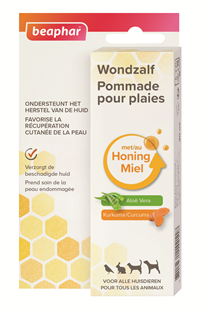 beaphar
ONDERSTEUNT HET
HERSTEL VAN DE HUID
FAVORISE LA
RÉCUPÉRATION
CUTANÉE DE LA PEAU
Verzorgt de
beschadigde huid
Prend soin de la
peau endommagée
Wondzalf
Pommade
pour plaies
met/au
Honing
Miel
Aloë Vera
Kurkuma/Curcuma
VOOR ALLE HUISDIEREN
POUR TOUS LES ANIMAUX